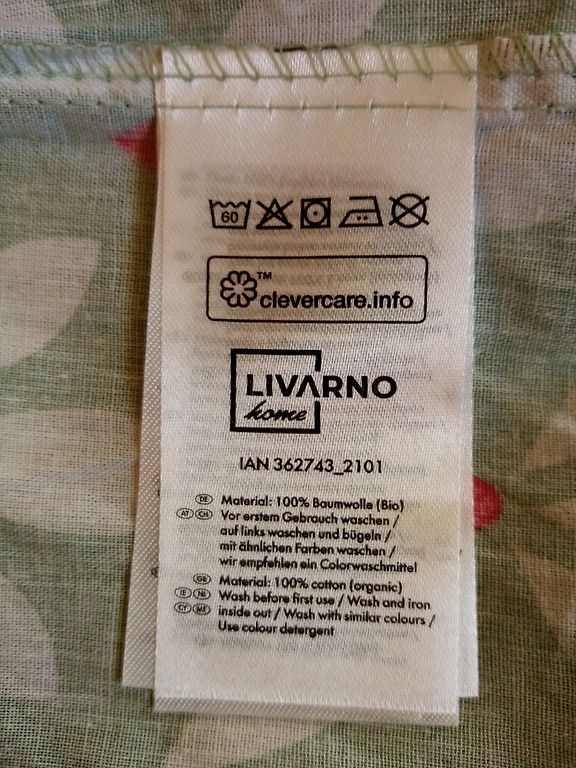 60
™
clevercare.info
LIVARNO
home
IAN 362743_2101
DE Material: 100% Baumwolle (Bio)
AT CH Vor erstem Gebrauch waschen /
auf links waschen und bügeln /
mit ähnlichen Farben waschen /
wir empfehlen ein Colorwaschmittel
GB Material: 100% cotton (organic)
IE NI Wash before first use / Wash and iron
CY MT inside out / Wash with similar colours /
Use colour detergent